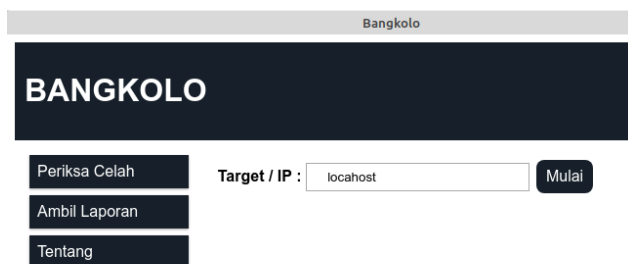 Bangkolo
BANGKOLO
Periksa Celah
Ambil Laporan
Tentang
Target / IP :
locahost
Mulai